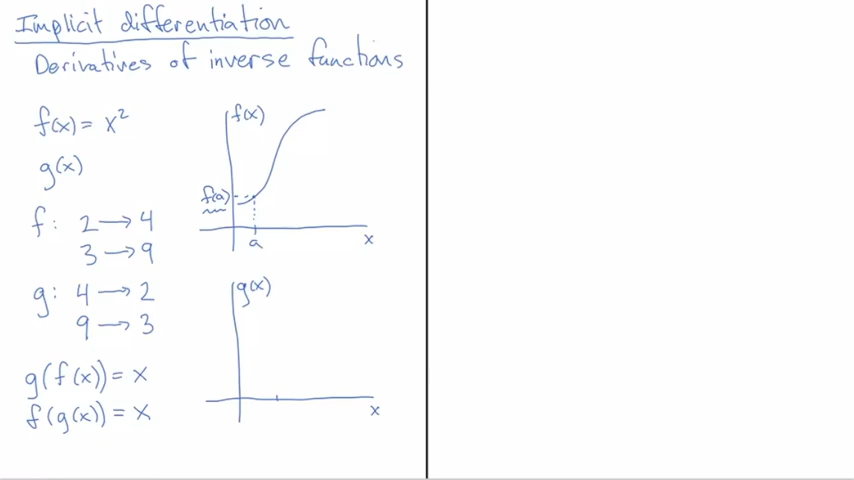 Implicit differentiation
Derivatives of inverse functions
f(x) = x²
g(x)
f: 2 → 4
3 → 9
g: 4 → 2
9 → 3
g(f(x)) = x
f(g(x)) = x
f(x)
f(a)
a
x
g(x)
x